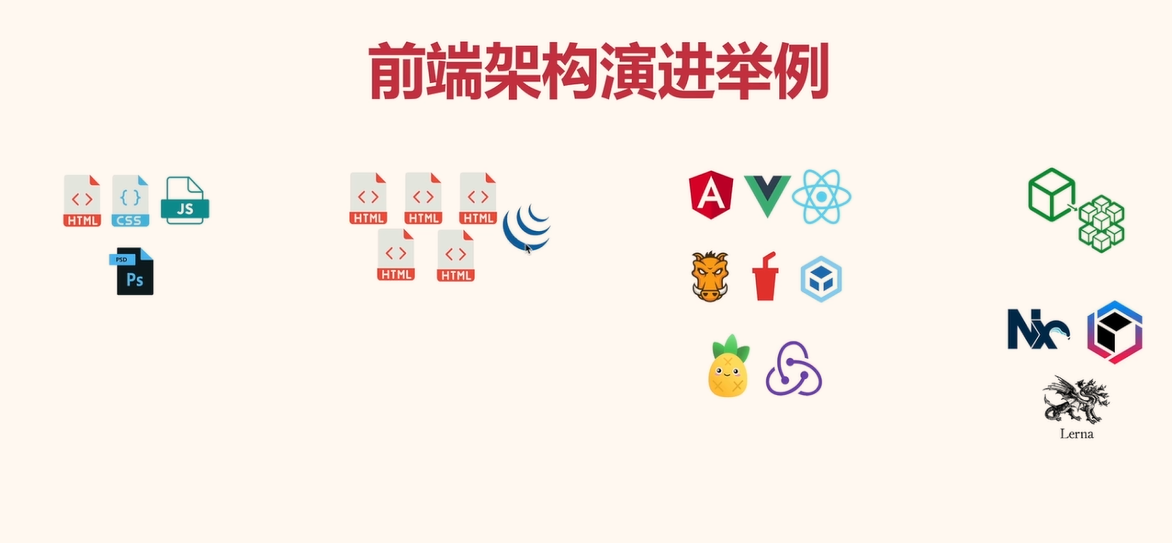 前端架构演进举例
HTML CSS JS
PSD
Ps
HTML HTML HTML
HTML HTML
A
Nx
Lerna